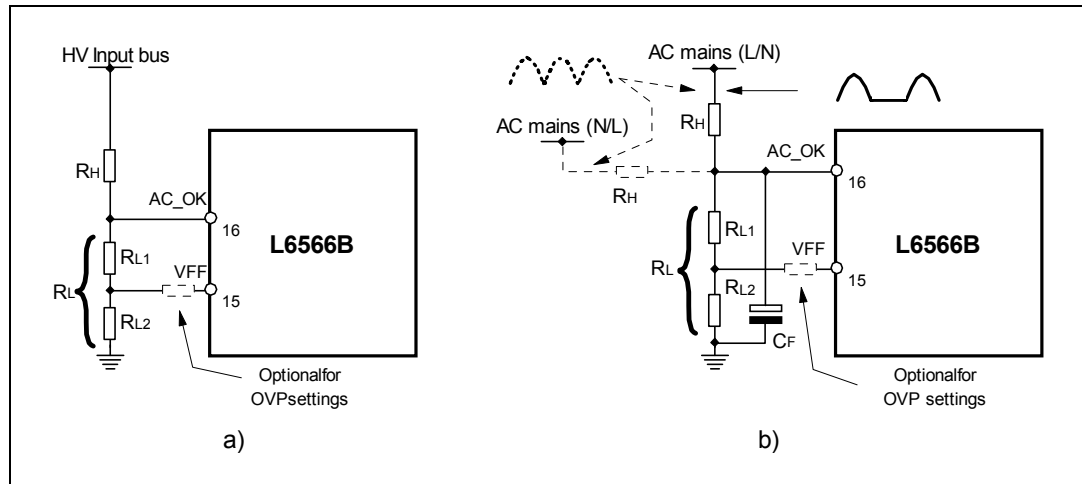 HV Input bus
RH
AC_OK
16
RL1
VFF
RL
15
RL2
L6566B
Optionalfor
OVPsettings
a)
AC mains (L/N)
RH
AC mains (N/L)
AC_OK
RH
16
RL1
VFF
RL
15
RL2
CF
L6566B
Optionalfor
OVP settings
b)